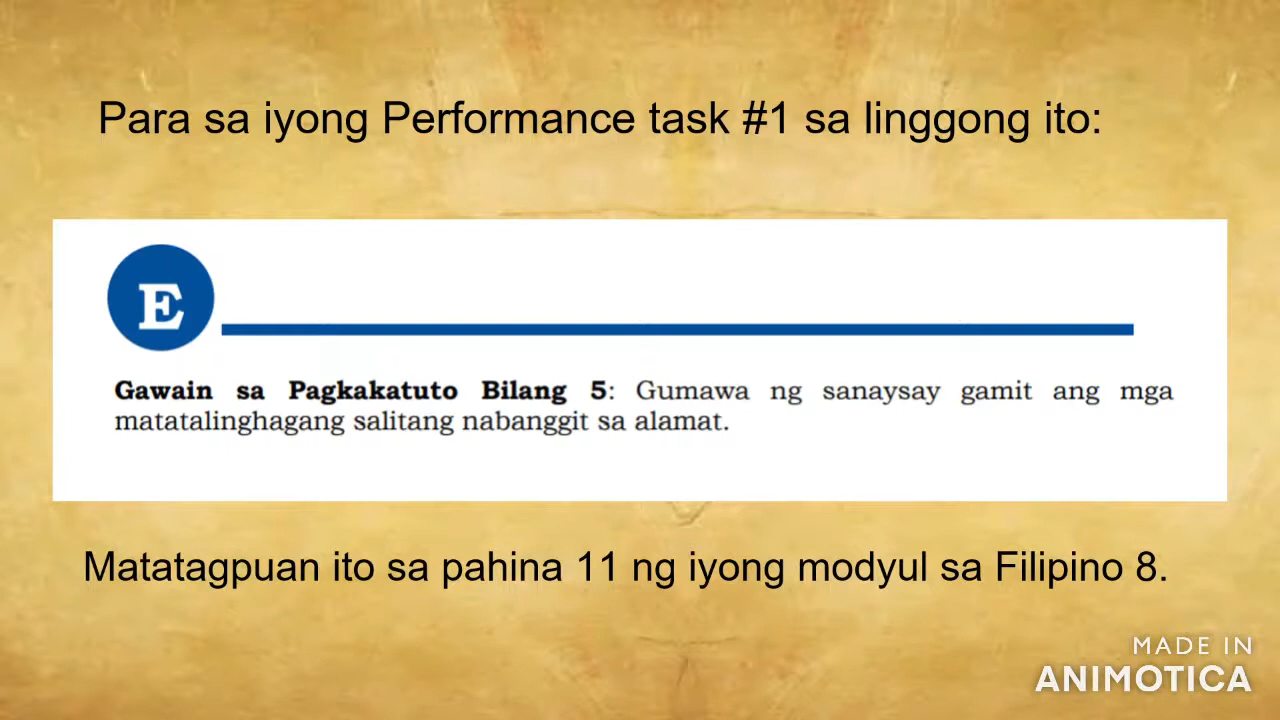 Para sa iyong Performance task #1 sa linggong ito:
E
Gawain sa Pagkakatuto Bilang 5: Gumawa ng sanaysay gamit ang mga
matatalinghagang salitang nabanggit sa alamat.
Matatagpuan ito sa pahina 11 ng iyong modyul sa Filipino 8.
MADE IN
ANIMOTICA